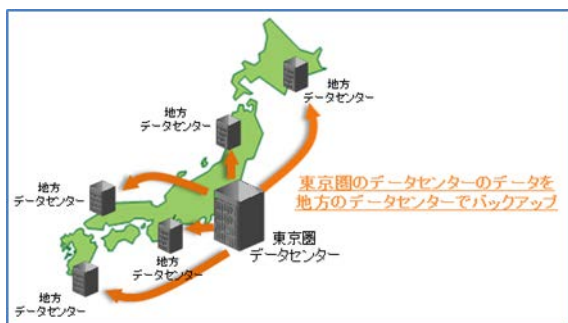 地方
データセンター
地方
データセンター
東京圏のデータセンターのデータを
地方のデータセンターでバックアップ
地方
データセンター
東京圏
データセンター
地方
データセンター
地方
データセンター